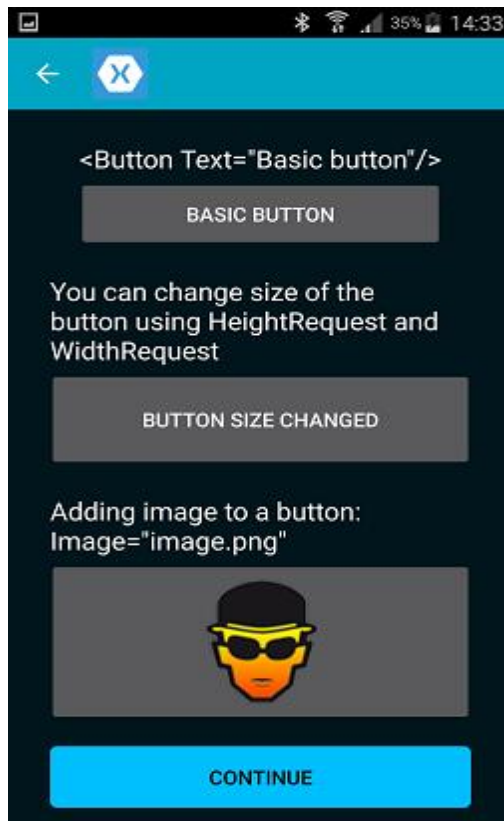 35% 14:33
<Button Text="Basic button"/>
BASIC BUTTON
You can change size of the
button using HeightRequest and
WidthRequest
BUTTON SIZE CHANGED
Adding image to a button:
Image="image.png"
CONTINUE